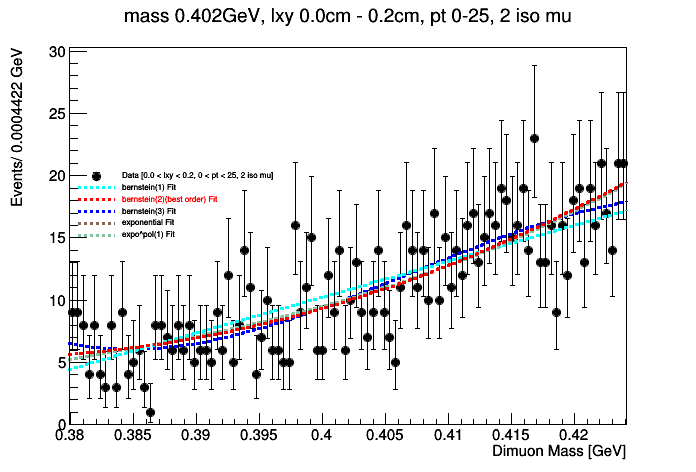 mass 0.402GeV, lxy 0.0cm - 0.2cm, pt 0-25, 2 iso mu
Events/ 0.0004422 GeV
30
25
20
15
10
5
0
Data [0.0 < lxy < 0.2, 0 < pt < 25, 2 iso mu]
bernstein(1) Fit
bernstein(2)(best order) Fit
bernstein(3) Fit
exponential Fit
expo*pol(1) Fit
0.38 0.385 0.39 0.395 0.4 0.405 0.41 0.415 0.42
Dimuon Mass [GeV]